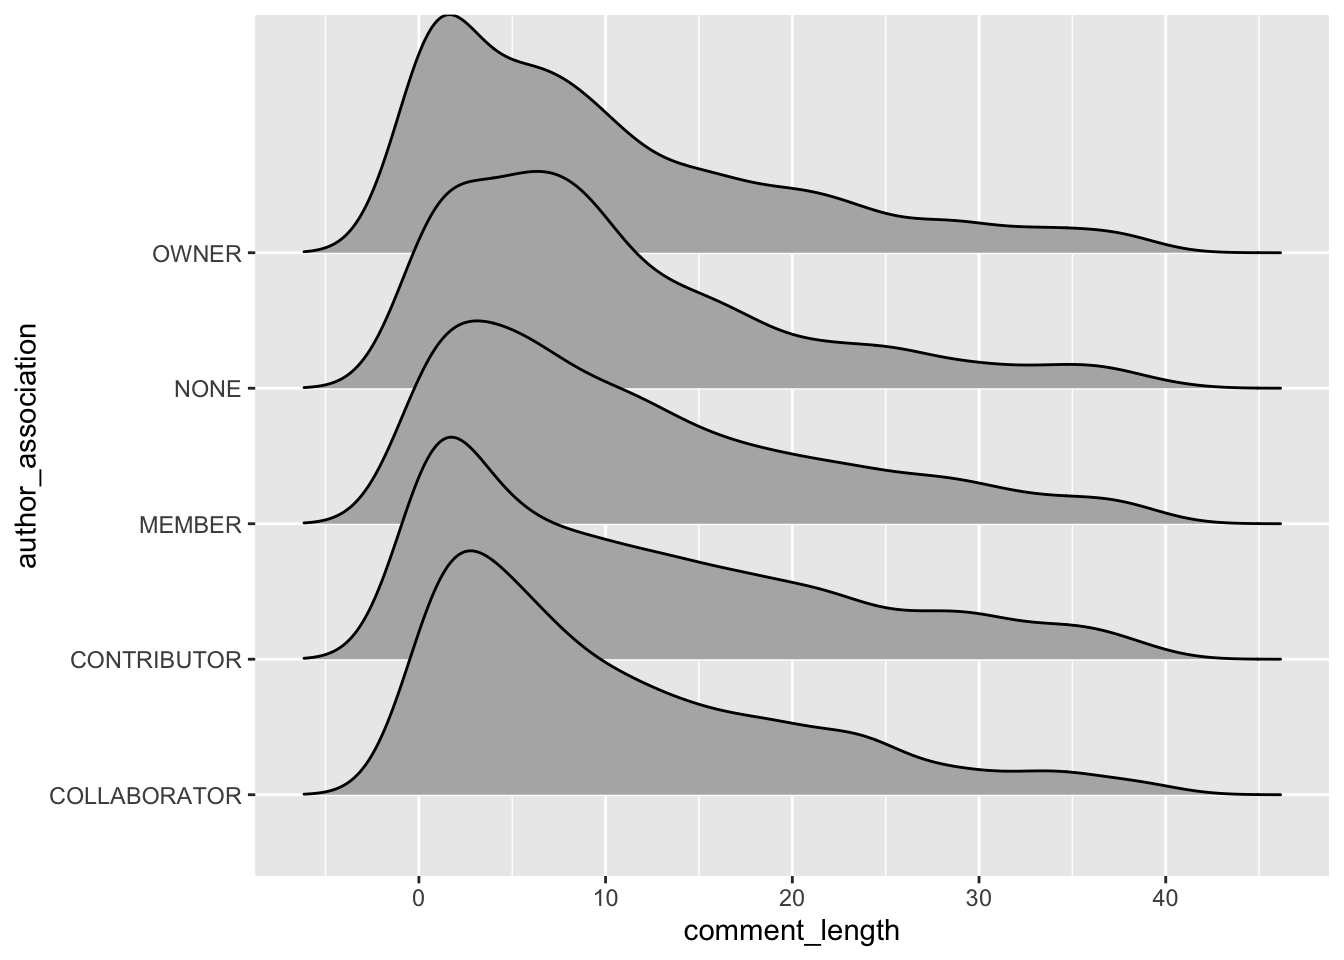 OWNER
NONE
MEMBER
CONTRIBUTOR
COLLABORATOR
author_association
0 10 20 30 40
comment_length